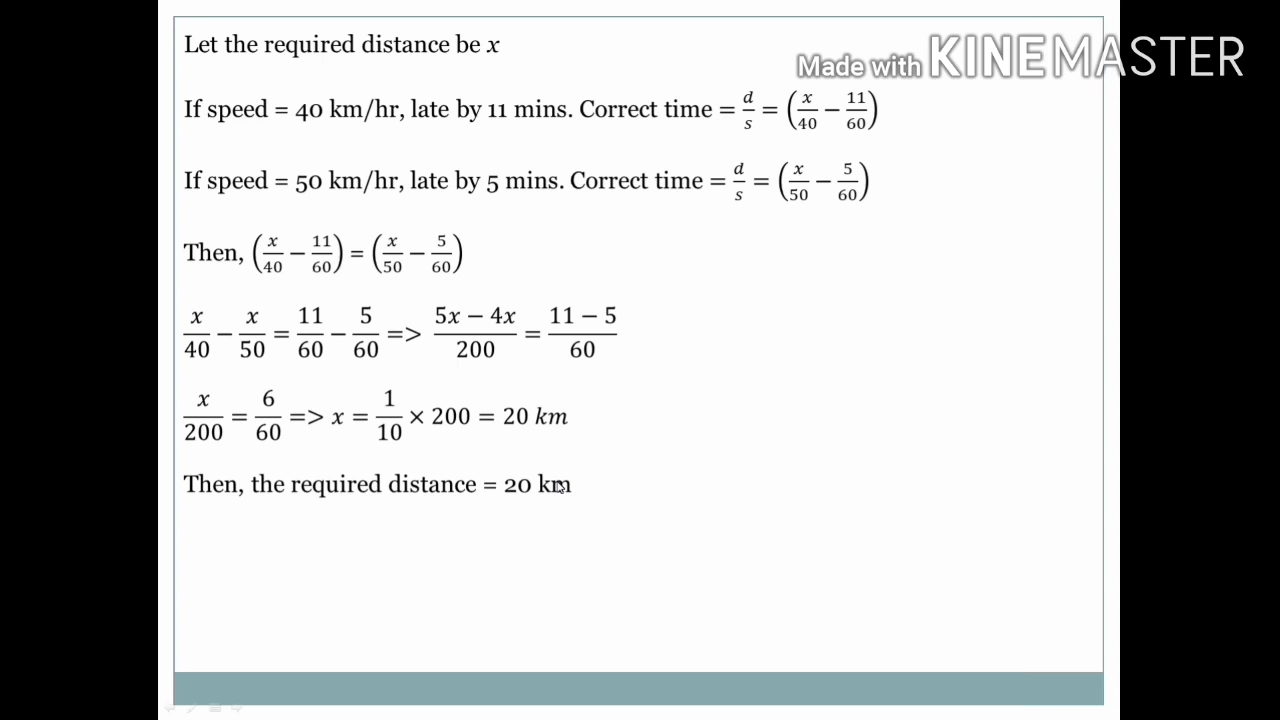 Let the required distance be x
Made with KINEMASTER
If speed = 40 km/hr, late by 11 mins. Correct time = d/s = (x/40 − 11/60)
If speed = 50 km/hr, late by 5 mins. Correct time = d/s = (x/50 − 5/60)
Then, (x/40 − 11/60) = (x/50 − 5/60)
x/40 − x/50 = 11/60 − 5/60 => 5x − 4x/200 = 11 − 5/60
x/200 = 6/60 => x = 1/10 × 200 = 20 km
Then, the required distance = 20 km